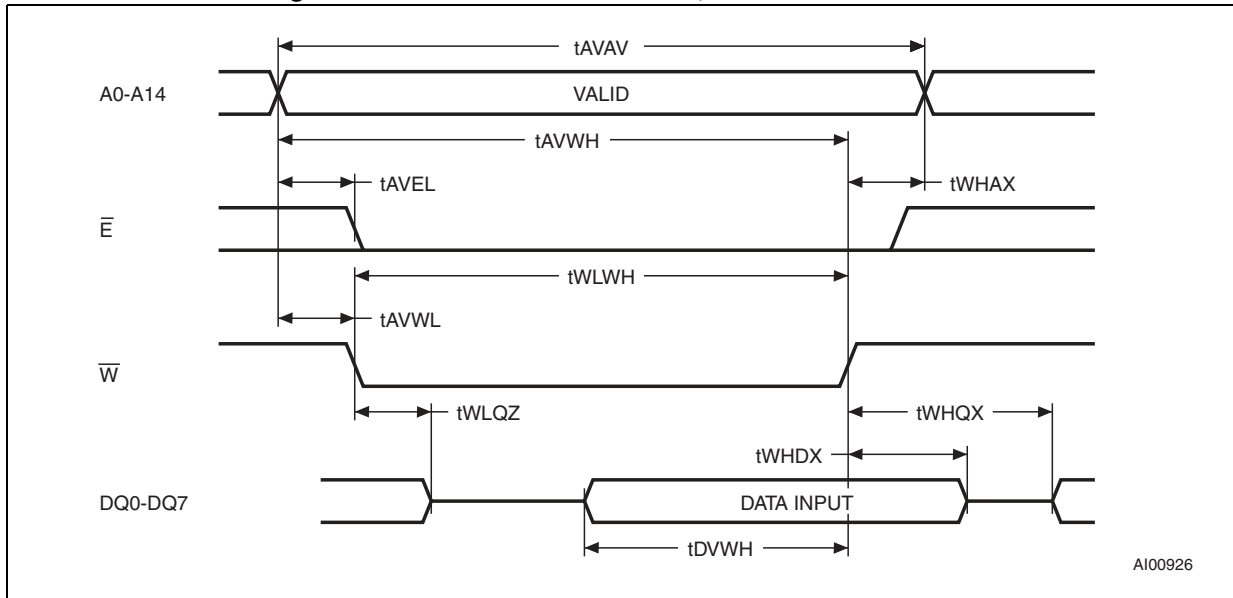 tAVAV
A0-A14
VALID
tAVWH
tAVEL
tWHAX
E̅
tWLWH
tAVWL
W̅
tWLQZ
tWHQX
tWHDX
DQ0-DQ7
DATA INPUT
tDVWH
AI00926